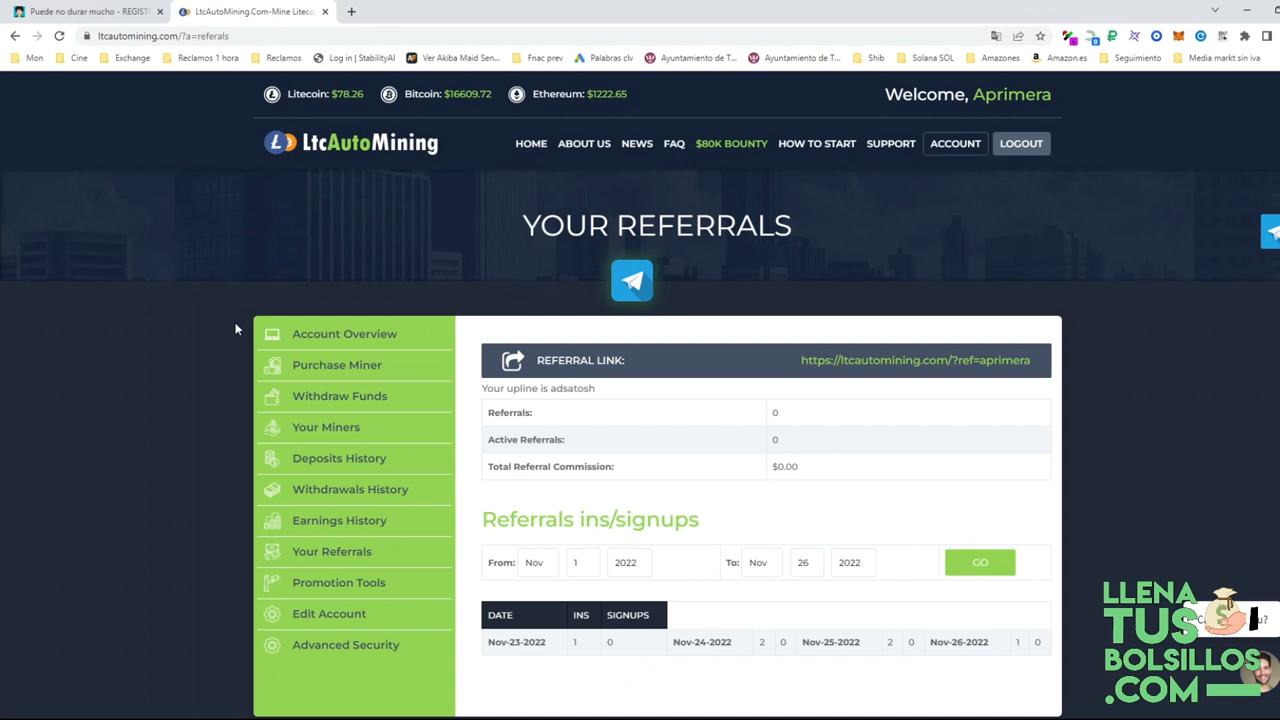 Puede no durar mucho - REGISTR
LtcAutoMining.Com-Mine Liteco
ltcautomining.com/?a=referals
Mon Cine Exchange Reclamos 1 hora Reclamos Log in | StabilityAI Ver Akiba Maid Sen... Fnac prev Palabras clv Ayuntamiento de T... Ayuntamiento de T... Shib Solana SOL Amazones Amazon.es Seguimiento Media markt sin iva
Litecoin: $78.26 Bitcoin: $16609.72 Ethereum: $1222.65
Welcome, Aprimera
LtcAutoMining
HOME ABOUT US NEWS FAQ $80K BOUNTY HOW TO START SUPPORT ACCOUNT LOGOUT
YOUR REFERRALS
Account Overview
Purchase Miner
Withdraw Funds
Your Miners
Deposits History
Withdrawals History
Earnings History
Your Referrals
Promotion Tools
Edit Account
Advanced Security
REFERRAL LINK: https://ltcautomining.com/?ref=aprimera
Your upline is adsatosh
Referrals: 0
Active Referrals: 0
Total Referral Commission: $0.00
Referrals ins/signups
From: Nov 1 2022 To: Nov 26 2022 GO
DATE INS SIGNUPS
Nov-23-2022 1 0 Nov-24-2022 2 0 Nov-25-2022 2 0 Nov-26-2022 1 0
LLENA
TUS
BOLSILLOS
.COM